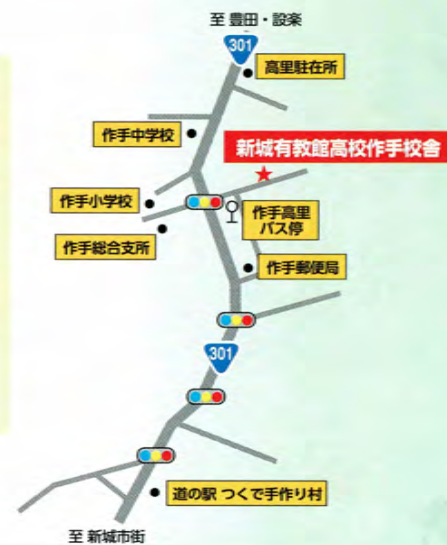 至 豊田・設楽
301
高里駐在所
作手中学校
新城有教館高校作手校舎
作手小学校
作手高里
バス停
作手総合支所
作手郵便局
301
道の駅 つくで手作り村
至 新城市街